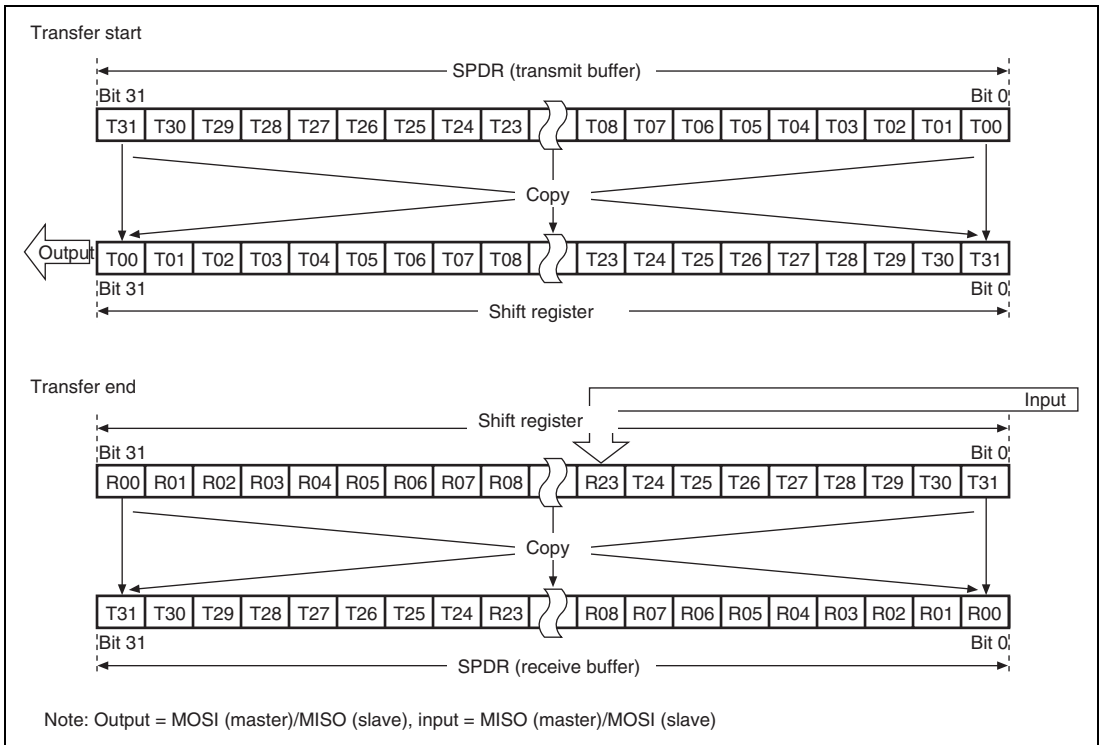 Transfer start
SPDR (transmit buffer)
Bit 31 Bit 0
T31 T30 T29 T28 T27 T26 T25 T24 T23 T08 T07 T06 T05 T04 T03 T02 T01 T00
Copy
Output
T00 T01 T02 T03 T04 T05 T06 T07 T08 T23 T24 T25 T26 T27 T28 T29 T30 T31
Bit 31 Bit 0
Shift register
Transfer end
Input
Shift register
Bit 31 Bit 0
R00 R01 R02 R03 R04 R05 R06 R07 R08 R23 T24 T25 T26 T27 T28 T29 T30 T31
Copy
T31 T30 T29 T28 T27 T26 T25 T24 R23 R08 R07 R06 R05 R04 R03 R02 R01 R00
Bit 31 Bit 0
SPDR (receive buffer)
Note: Output = MOSI (master)/MISO (slave), input = MISO (master)/MOSI (slave)